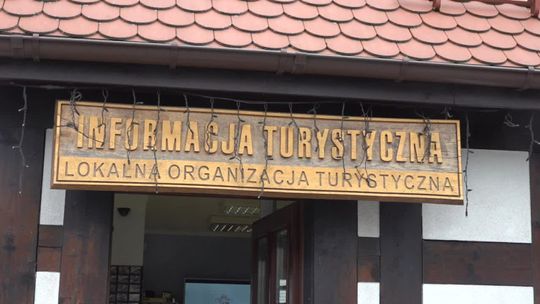 INFORMACJA TURYSTYCZNA
LOKALNA ORGANIZACJA TURYSTYCZNA